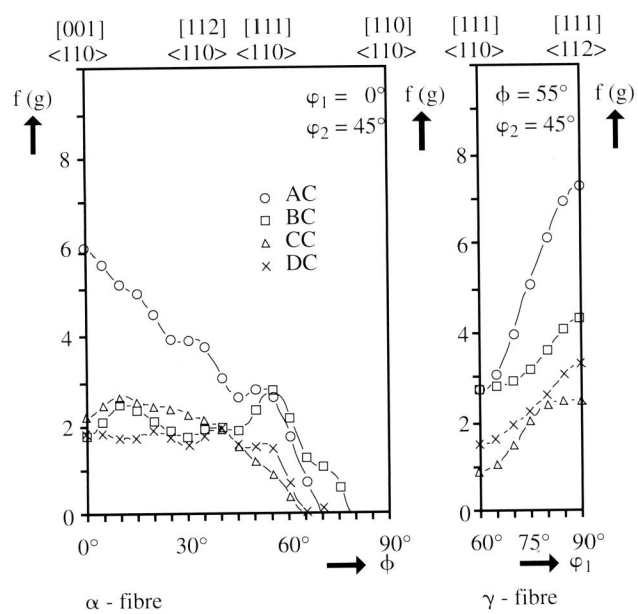 [001] [112] [111] [110] [111] [111]
<110> <110> <110> <110> <110> <112>
f (g) φ₁ = 0° f (g) ϕ = 55° f (g)
φ₂ = 45° φ₂ = 45°
8 8
AC
BC
CC
DC
6 6
4 4
2 2
0 0
0° 30° 60° 90° 60° 75° 90°
ϕ φ₁
α - fibre γ - fibre